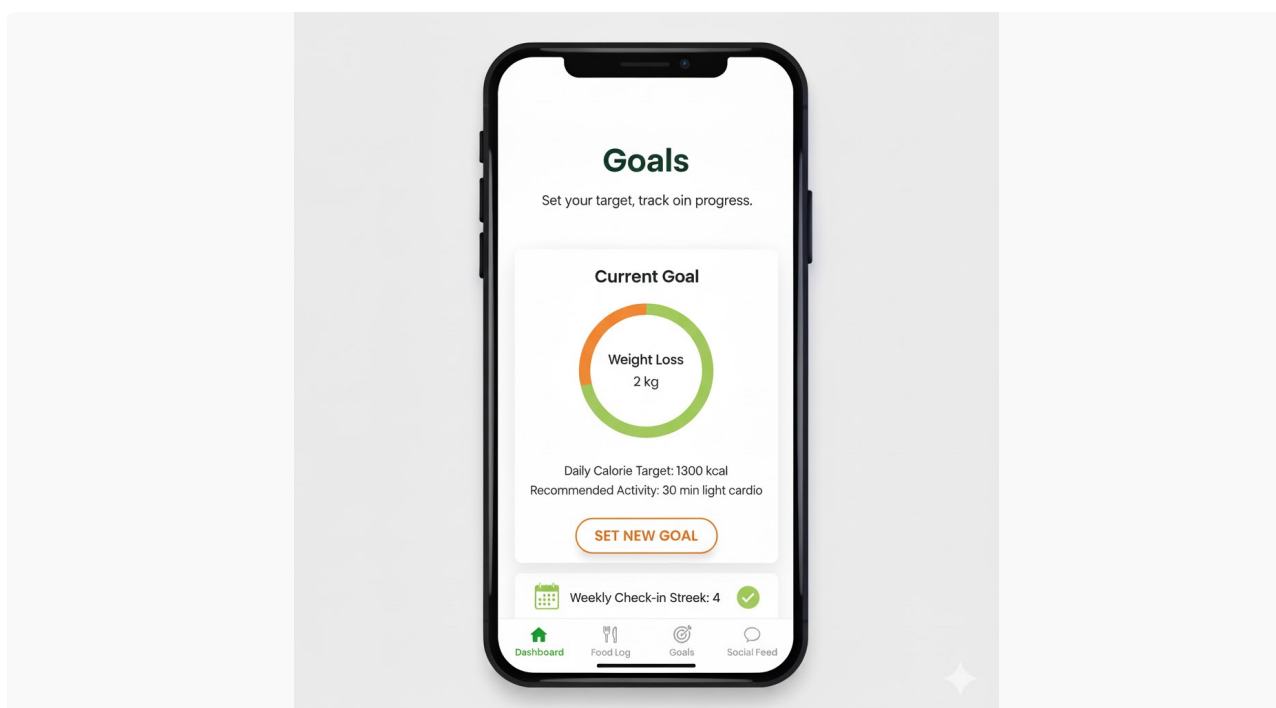 Goals
Set your target, track oin progress.
Current Goal
Weight Loss
2 kg
Daily Calorie Target: 1300 kcal
Recommended Activity: 30 min light cardio
SET NEW GOAL
Weekly Check-in Streek: 4
Dashboard
Food Log
Goals
Social Feed